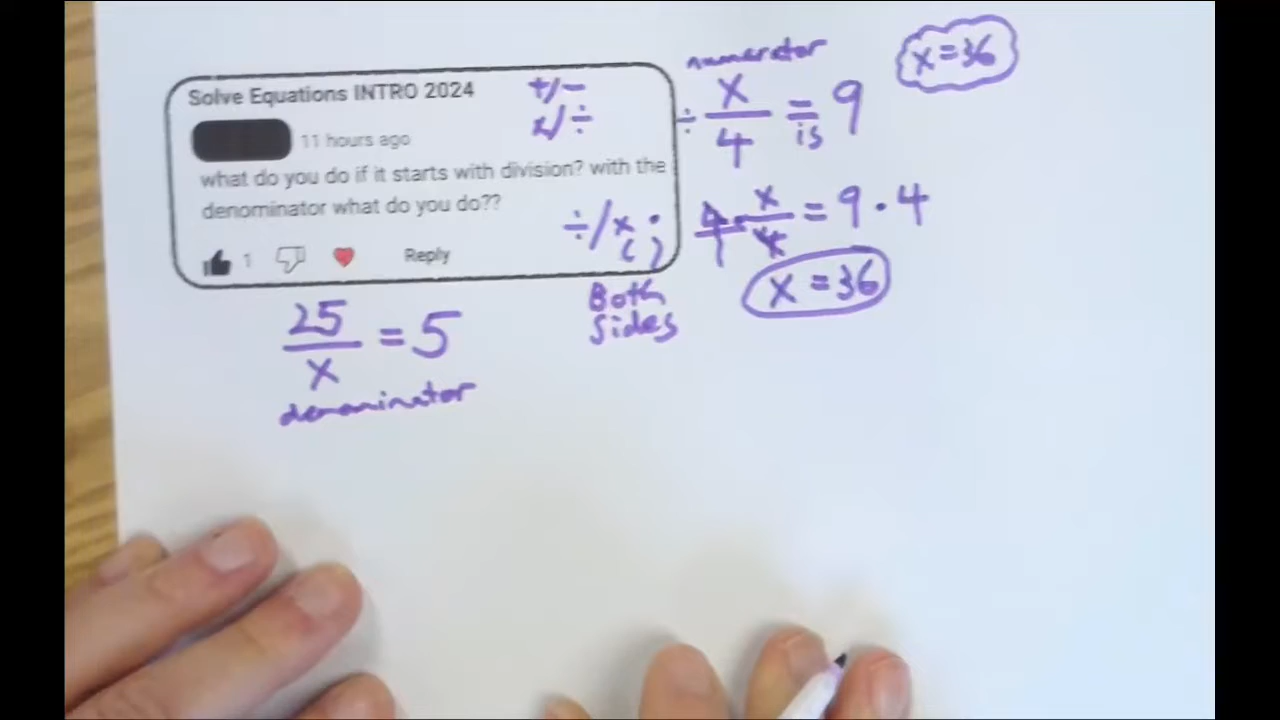 Solve Equations INTRO 2024
11 hours ago
what do you do if it starts with division? with the
denominator what do you do??
1
Reply
+/−
x/÷
÷/x •
( )
Both
Sides
numerator
÷ x/4 = 9
is
x=36
4/1 • x/4 = 9 • 4
x = 36
25/x = 5
denominator